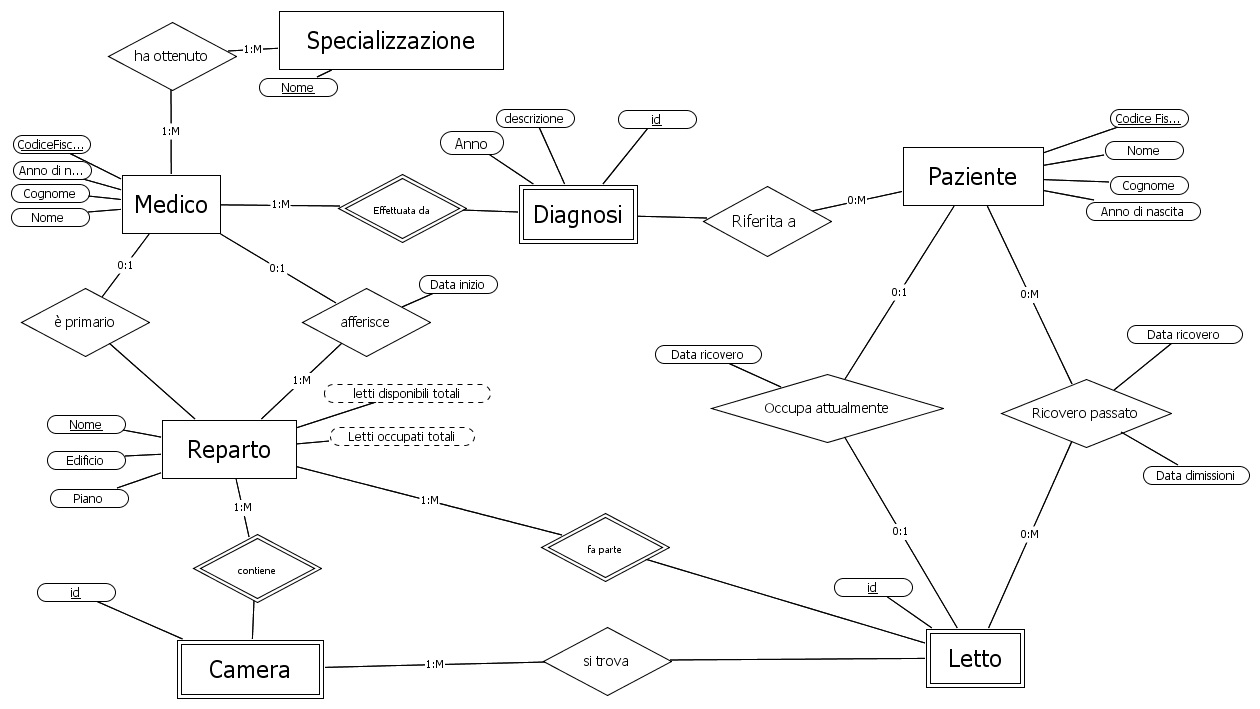 Specializzazione
ha ottenuto
1:M
Nome
1:M
CodiceFisc...
Anno di n...
Cognome
Nome
Medico
descrizione
id
Anno
1:M
Effettuata da
Diagnosi
Riferita a
0:M
Paziente
Codice Fis...
Nome
Cognome
Anno di nascita
0:1
0:1
è primario
afferisce
Data inizio
0:1
0:M
Data ricovero
Data ricovero
1:M
letti disponibili totali
Occupa attualmente
Ricovero passato
Nome
Letti occupati totali
Edificio
Reparto
Piano
Data dimissioni
1:M
1:M
0:1
0:M
fa parte
contiene
id
id
Camera
1:M
si trova
Letto